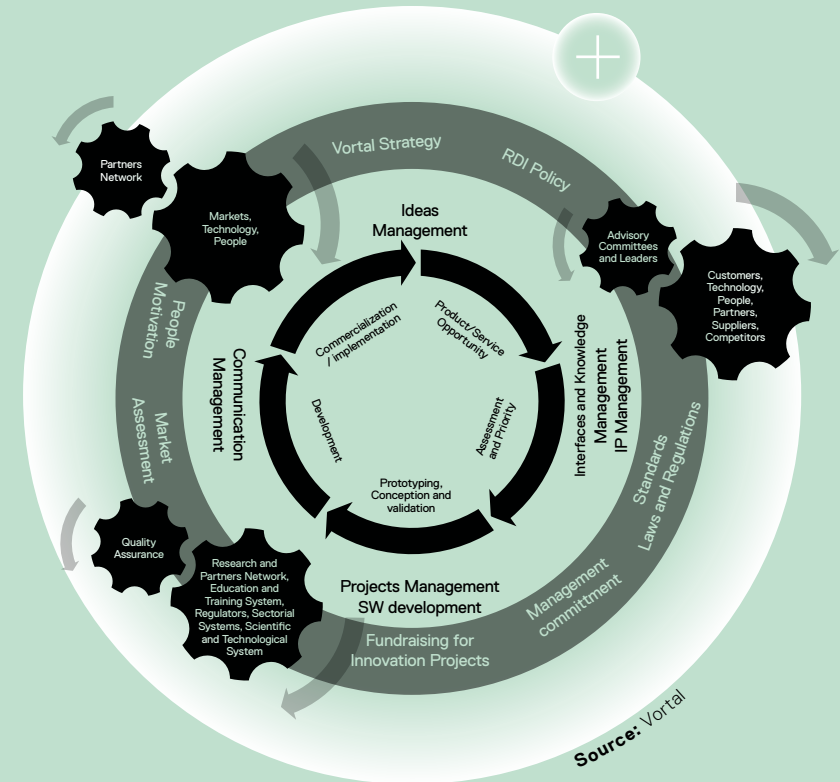 Partners
Network
Markets,
Technology,
People
Vortal Strategy
RDI Policy
Advisory
Committees
and Leaders
Customers,
Technology,
People,
Partners,
Suppliers,
Competitors
Ideas
Management
Commercialization
/ implementation
Product/Service
Opportunity
People
Motivation
Communication
Management
Interfaces and Knowledge
Management
IP Management
Market
Assessment
Development
Assessment
and Priority
Standards
Laws and Regulations
Prototyping,
Conception and
validation
Quality
Assurance
Research and
Partners Network,
Education and
Training System,
Regulators, Sectorial
Systems, Scientific
and Technological
System
Projects Management
SW development
Management
committment
Fundraising for
Innovation Projects
Source: Vortal